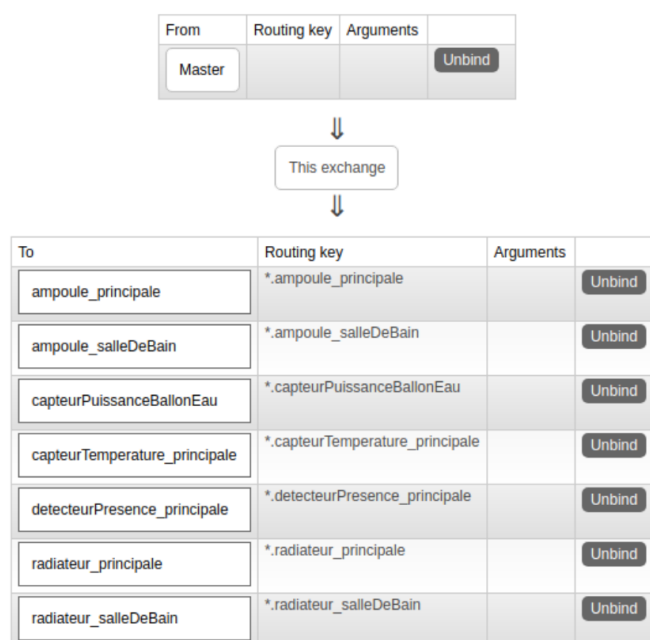 From Routing key Arguments
Master Unbind
This exchange
To Routing key Arguments
ampoule_principale *.ampoule_principale Unbind
ampoule_salleDeBain *.ampoule_salleDeBain Unbind
capteurPuissanceBallonEau *.capteurPuissanceBallonEau Unbind
capteurTemperature_principale *.capteurTemperature_principale Unbind
detecteurPresence_principale *.detecteurPresence_principale Unbind
radiateur_principale *.radiateur_principale Unbind
radiateur_salleDeBain *.radiateur_salleDeBain Unbind